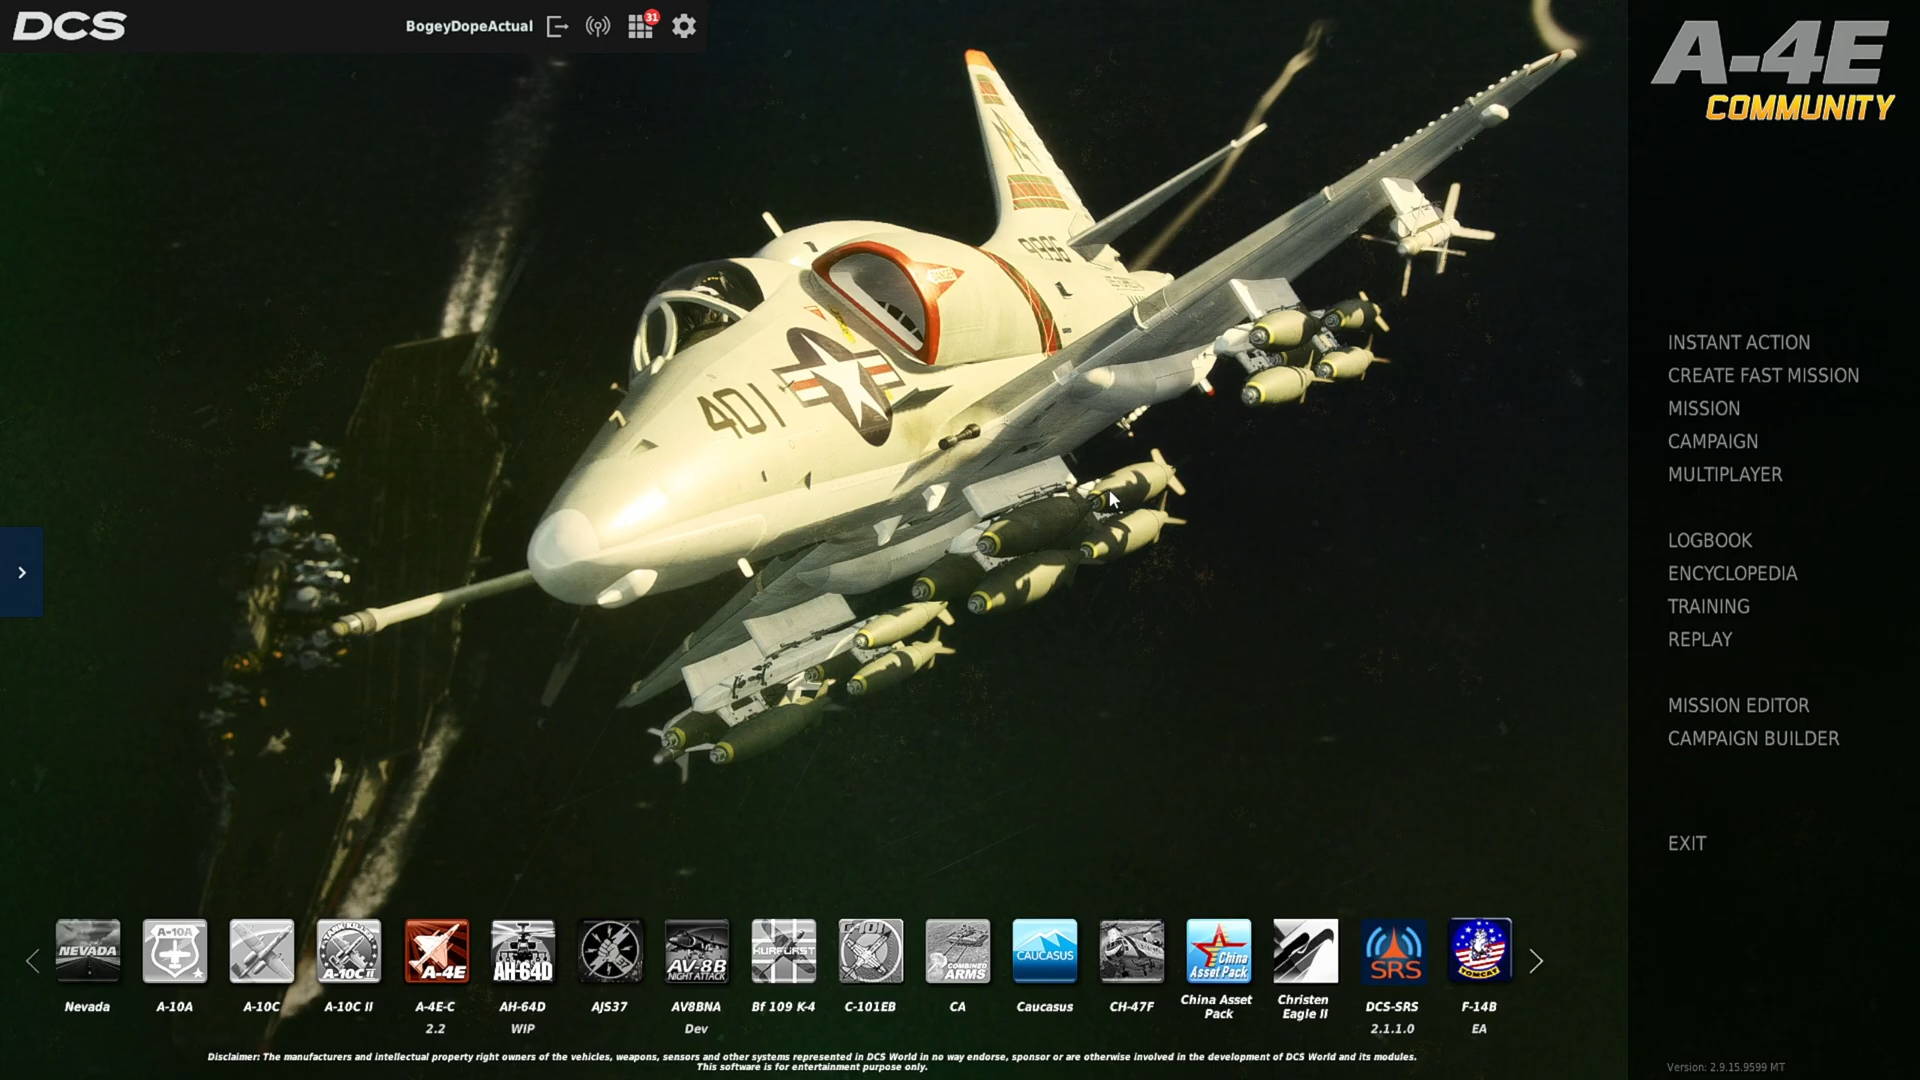 DCS
BogeyDopeActual
31
A-4E
COMMUNITY
9996
401
INSTANT ACTION
CREATE FAST MISSION
MISSION
CAMPAIGN
MULTIPLAYER
LOGBOOK
ENCYCLOPEDIA
TRAINING
REPLAY
MISSION EDITOR
CAMPAIGN BUILDER
EXIT
NEVADA
A-10A
A-10C II
A-4E
AH-64D
AV-8B
NIGHT ATTACK
KURFURST
C-101
COMBINED
ARMS
CAUCASUS
China
Asset Pack
SRS
TOMCAT
Nevada
A-10A
A-10C
A-10C II
A-4E-C
2.2
AH-64D
WIP
AJS37
AV8BNA
Dev
Bf 109 K-4
C-101EB
CA
Caucasus
CH-47F
China Asset
Pack
Christen
Eagle II
DCS-SRS
2.1.1.0
F-14B
EA
Disclaimer: The manufacturers and intellectual property right owners of the vehicles, weapons, sensors and other systems represented in DCS World in no way endorse, sponsor or are otherwise involved in the development of DCS World and its modules.
This software is for entertainment purpose only.
Version: 2.9.15.9599 MT